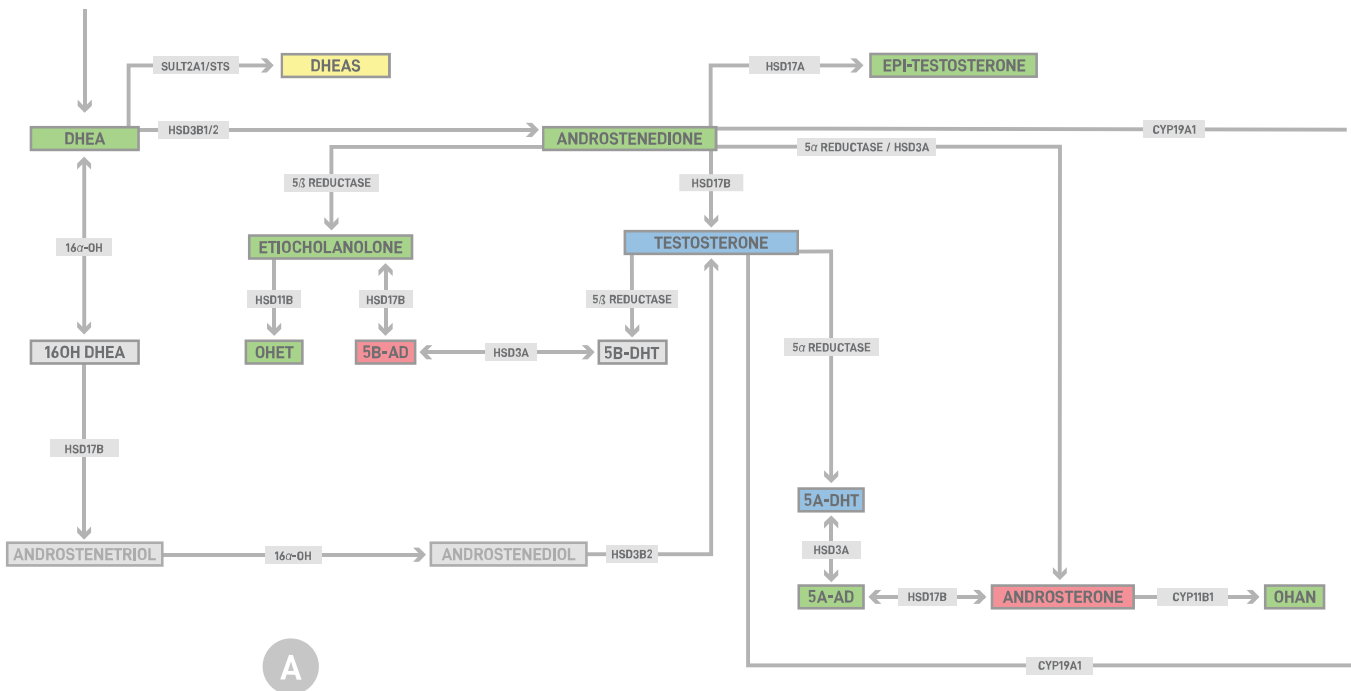 SULT2A1/STS
DHEAS
HSD17A
EPI-TESTOSTERONE
DHEA
HSD3B1/2
ANDROSTENEDIONE
CYP19A1
5α REDUCTASE / HSD3A
5ß REDUCTASE
HSD17B
16α-OH
ETIOCHOLANOLONE
TESTOSTERONE
HSD11B
HSD17B
5ß REDUCTASE
16OH DHEA
OHET
5B-AD
HSD3A
5B-DHT
5α REDUCTASE
HSD17B
5A-DHT
ANDROSTENETRIOL
16α-OH
ANDROSTENEDIOL
HSD3B2
HSD3A
5A-AD
HSD17B
ANDROSTERONE
CYP11B1
OHAN
A
CYP19A1